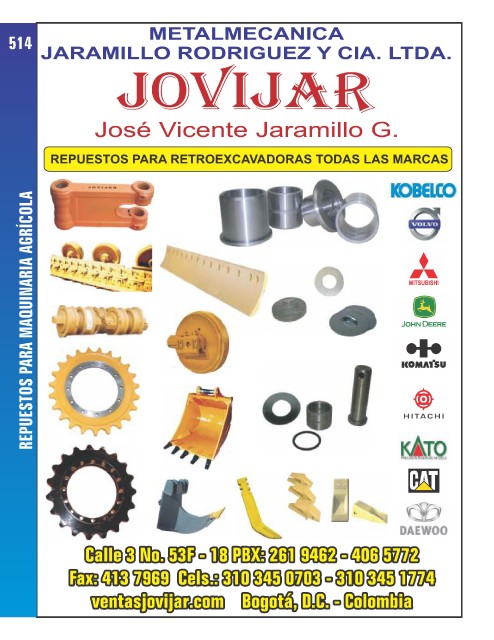 514
REPUESTOS PARA MAQUINARIA AGRÍCOLA
METALMECANICA
JARAMILLO RODRIGUEZ Y CIA. LTDA.
JOVIJAR
José Vicente Jaramillo G.
REPUESTOS PARA RETROEXCAVADORAS TODAS LAS MARCAS
JOVIJAR
KOBELCO
VOLVO
MITSUBISHI
JOHN DEERE
KOMATSU
HITACHI
KATO
CAT
DAEWOO
Calle 3 No. 53F - 18 PBX: 261 9462 - 406 5772
Fax: 413 7969 Cels.: 310 345 0703 - 310 345 1774
ventasjovijar.com Bogotá, D.C. - Colombia